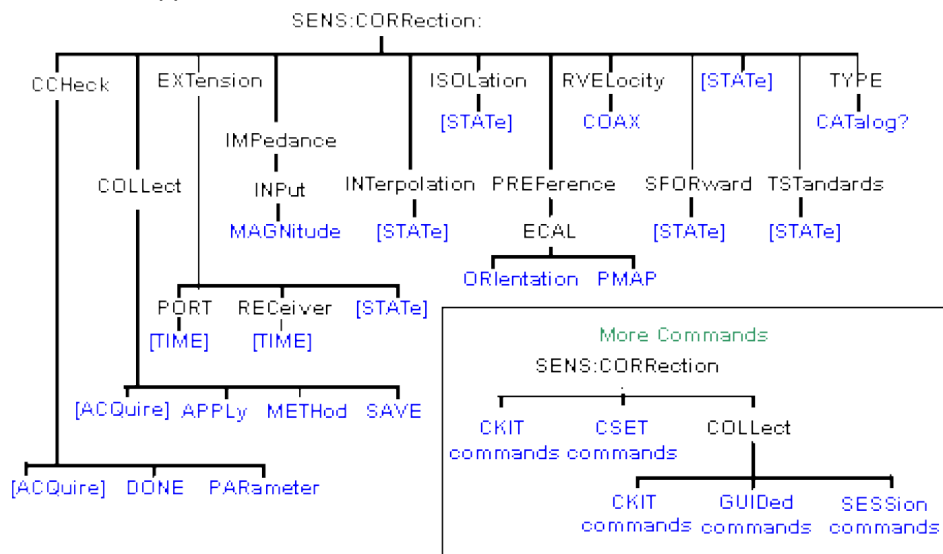 SENS:CORRection:
CCHeck EXTension ISOLation RVELocity [STATe] TYPE
[STATe] COAX CATalog?
IMPedance
COLLect INPut INTerpolation PREFerence SFORward TSTandards
MAGNitude [STATe] ECAL [STATe] [STATe]
ORIentation PMAP
PORT RECeiver [STATe]
[TIME] [TIME]
[ACQuire] APPLy METHod SAVE
[ACQuire] DONE PARameter
More Commands
SENS:CORRection
CKIT CSET COLLect
commands commands
CKIT GUIDed SESSion
commands commands commands